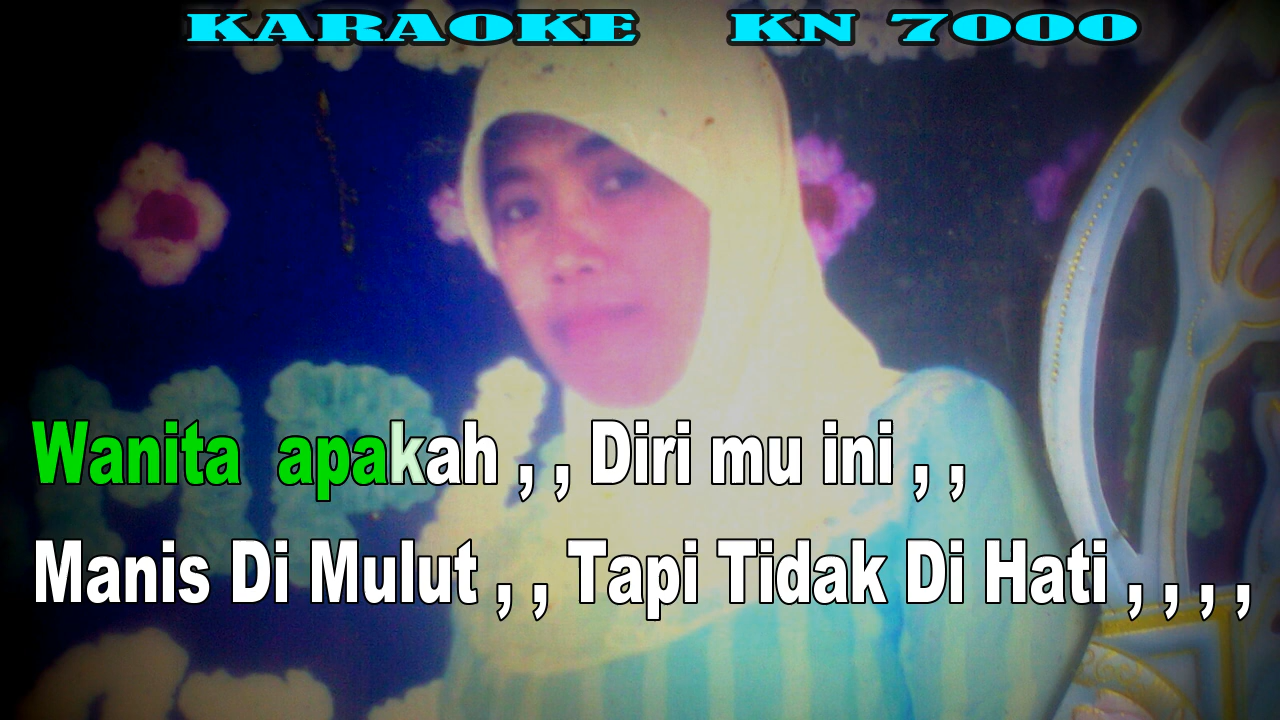 KARAOKE KN 7000
Wanita apakah , , Diri mu ini , ,
Manis Di Mulut , , Tapi Tidak Di Hati , , , ,